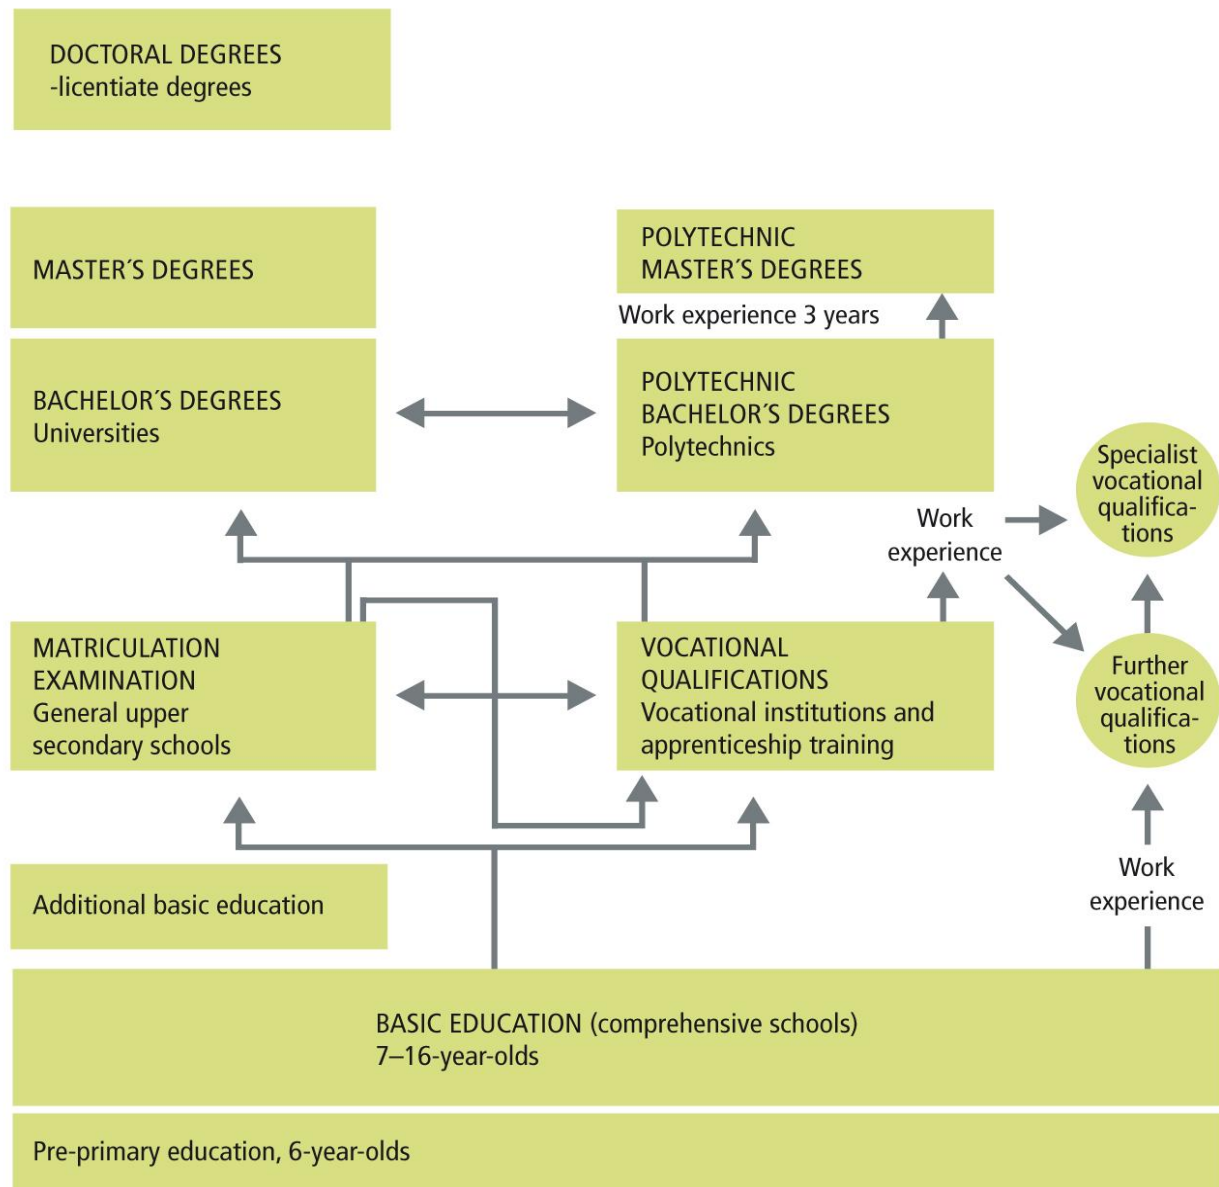 DOCTORAL DEGREES
-licentiate degrees
MASTER´S DEGREES
POLYTECHNIC
MASTER´S DEGREES
Work experience 3 years
BACHELOR´S DEGREES
Universities
POLYTECHNIC
BACHELOR´S DEGREES
Polytechnics
Specialist
vocational
qualifica-
tions
Work
experience
MATRICULATION
EXAMINATION
General upper
secondary schools
VOCATIONAL
QUALIFICATIONS
Vocational institutions and
apprenticeship training
Further
vocational
qualifica-
tions
Work
experience
Additional basic education
BASIC EDUCATION (comprehensive schools)
7–16-year-olds
Pre-primary education, 6-year-olds